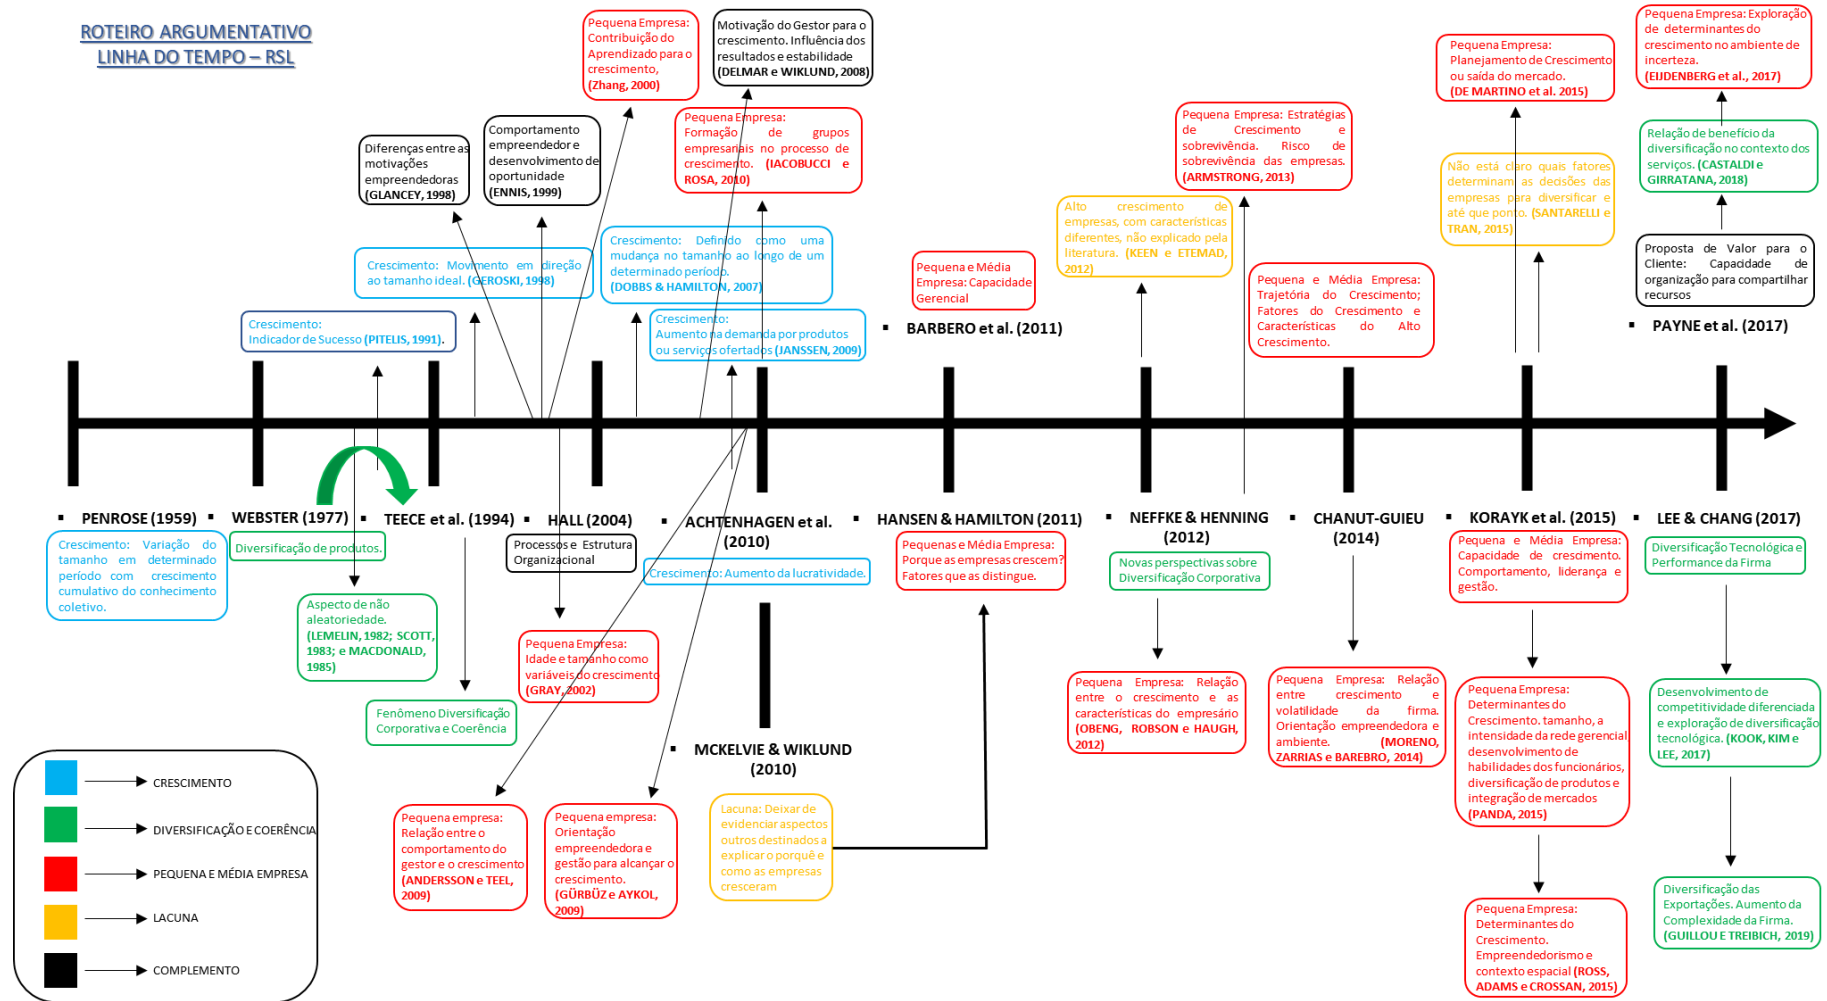 ROTEIRO ARGUMENTATIVO
LINHA DO TEMPO – RSL
Pequena Empresa:
Contribuição do
Aprendizado para o
crescimento,
(Zhang, 2000)
Motivação do Gestor para o
crescimento. Influência dos
resultados e estabilidade
(DELMAR e WIKLUND, 2008)
Pequena Empresa:
Planejamento de Crescimento
ou saída do mercado.
(DE MARTINO et al. 2015)
Pequena Empresa: Exploração
de determinantes do
crescimento no ambiente de
incerteza.
(EIJDENBERG et al., 2017)
Diferenças entre as
motivações
empreendedoras
(GLANCEY, 1998)
Comportamento
empreendedor e
desenvolvimento de
oportunidade
(ENNIS, 1999)
Pequena Empresa:
Formação de grupos
empresariais no processo de
crescimento. (IACOBUCCI e
ROSA, 2010)
Pequena Empresa: Estratégias
de Crescimento e
sobrevivência. Risco de
sobrevivência das empresas.
(ARMSTRONG, 2013)
Relação de benefício da
diversificação no contexto dos
serviços. (CASTALDI e
GIRRATANA, 2018)
Não está claro quais fatores
determinam as decisões das
empresas para diversificar e
até que ponto. (SANTARELLI e
TRAN, 2015)
Alto crescimento de
empresas, com características
diferentes, não explicado pela
literatura. (KEEN e ETEMAD,
2012)
Crescimento: Movimento em direção
ao tamanho ideal. (GEROSKI, 1998)
Crescimento: Definido como uma
mudança no tamanho ao longo de um
determinado período.
(DOBBS & HAMILTON, 2007)
Pequena e Média
Empresa: Capacidade
Gerencial
Pequena e Média Empresa:
Trajetória do Crescimento;
Fatores do Crescimento e
Características do Alto
Crescimento.
Proposta de Valor para o
Cliente: Capacidade de
organização para compartilhar
recursos
Crescimento:
Indicador de Sucesso (PITELIS, 1991).
Crescimento:
Aumento na demanda por produtos
ou serviços ofertados (JANSSEN, 2009)
▪ BARBERO et al. (2011)
▪ PAYNE et al. (2017)
▪ PENROSE (1959)
▪ WEBSTER (1977)
▪ TEECE et al. (1994)
▪ HALL (2004)
▪ ACHTENHAGEN et al.
(2010)
▪ HANSEN & HAMILTON (2011)
▪ NEFFKE & HENNING
(2012)
▪ CHANUT-GUIEU
(2014)
▪ KORAYK et al. (2015)
▪ LEE & CHANG (2017)
Crescimento: Variação do
tamanho em determinado
período com crescimento
cumulativo do conhecimento
coletivo.
Diversificação de produtos.
Processos e Estrutura
Organizacional
Crescimento: Aumento da lucratividade.
Pequenas e Média Empresa:
Porque as empresas crescem?
Fatores que as distingue.
Novas perspectivas sobre
Diversificação Corporativa
Pequena e Média Empresa:
Capacidade de crescimento.
Comportamento, liderança e
gestão.
Diversificação Tecnológica e
Performance da Firma
Aspecto de não
aleatoriedade.
(LEMELIN, 1982; SCOTT,
1983; e MACDONALD,
1985)
Fenômeno Diversificação
Corporativa e Coerência
Pequena Empresa:
Idade e tamanho como
variáveis do crescimento
(GRAY, 2002)
Pequena Empresa: Relação
entre o crescimento e as
características do empresário
(OBENG, ROBSON e HAUGH,
2012)
Pequena Empresa: Relação
entre crescimento e
volatilidade da firma.
Orientação empreendedora e
ambiente. (MORENO,
ZARRIAS e BAREBRO, 2014)
Pequena Empresa:
Determinantes do
Crescimento. tamanho, a
intensidade da rede gerencial
desenvolvimento de
habilidades dos funcionários,
diversificação de produtos e
integração de mercados
(PANDA, 2015)
Desenvolvimento de
competitividade diferenciada
e exploração de diversificação
tecnológica. (KOOK, KIM e
LEE, 2017)
▪ MCKELVIE & WIKLUND
(2010)
Lacuna: Deixar de
evidenciar aspectos
outros destinados a
explicar o porquê e
como as empresas
cresceram
Pequena empresa:
Relação entre o
comportamento do
gestor e o crescimento
(ANDERSSON e TEEL,
2009)
Pequena empresa:
Orientação
empreendedora e
gestão para alcançar o
crescimento.
(GÜRBÜZ e AYKOL,
2009)
Pequena Empresa:
Determinantes do
Crescimento.
Empreendedorismo e
contexto espacial (ROSS,
ADAMS e CROSSAN, 2015)
Diversificação das
Exportações. Aumento da
Complexidade da Firma.
(GUILLOU E TREIBICH, 2019)
CRESCIMENTO
DIVERSIFICAÇÃO E COERÊNCIA
PEQUENA E MÉDIA EMPRESA
LACUNA
COMPLEMENTO